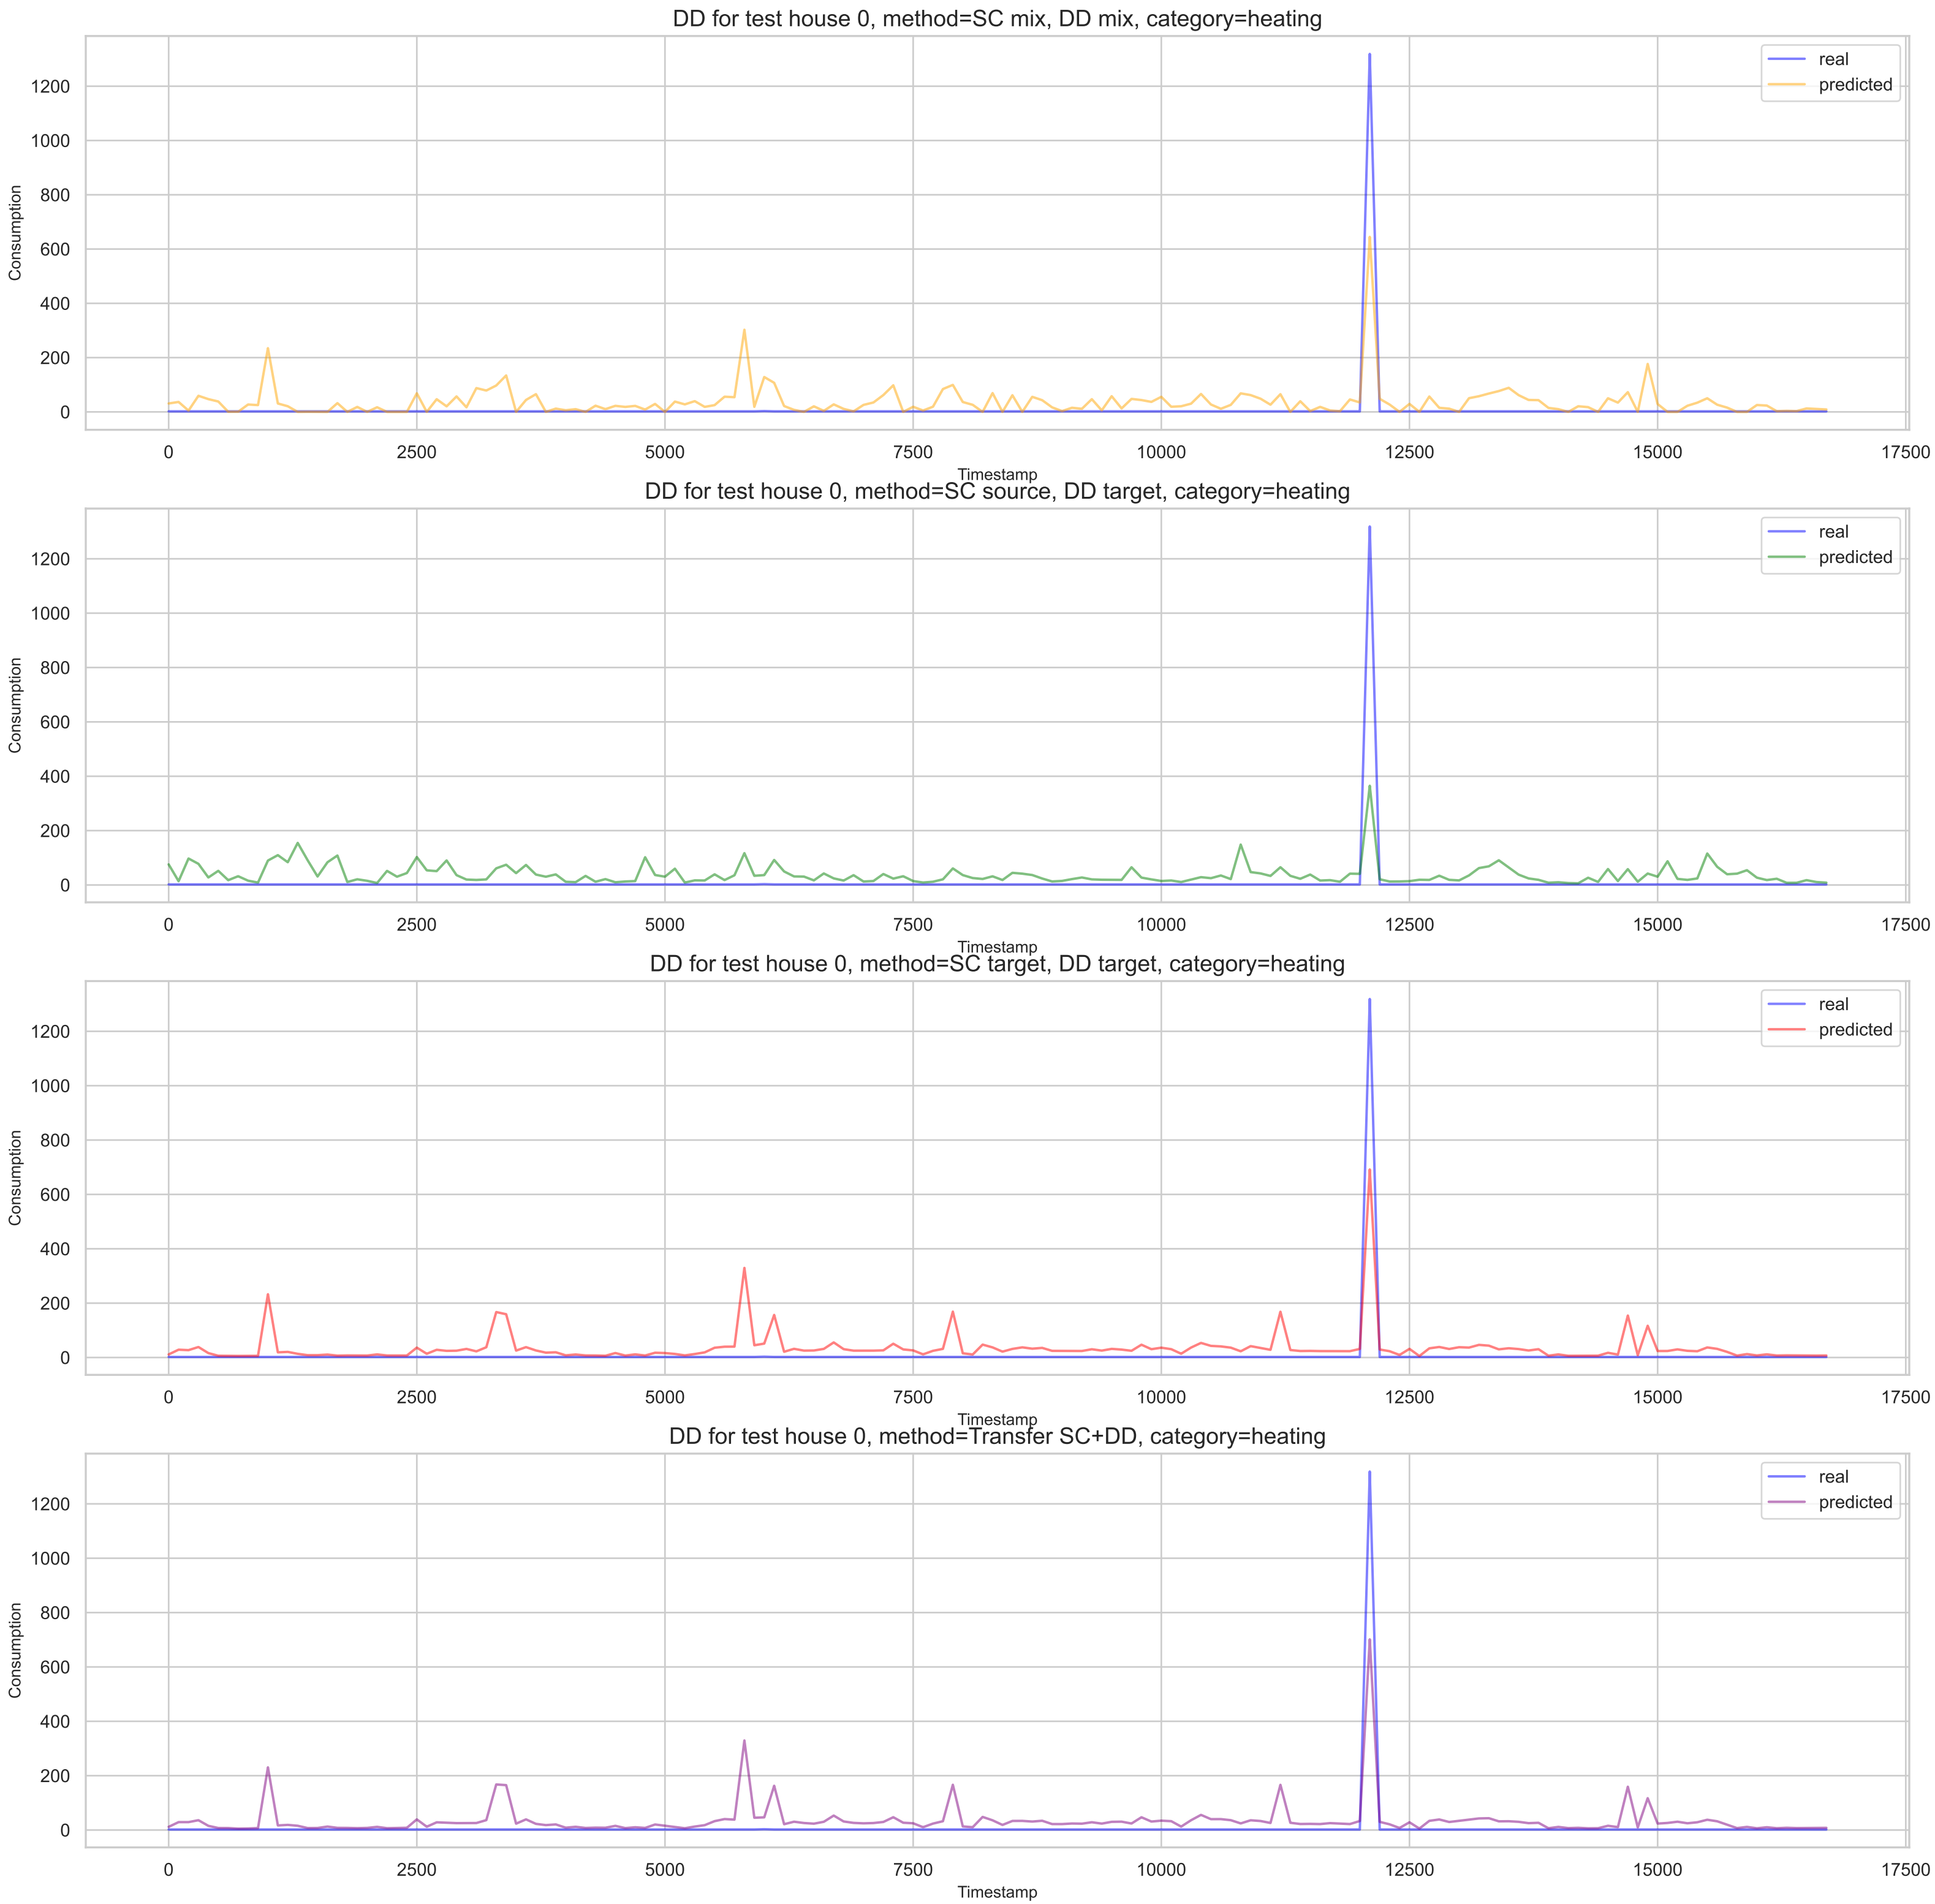 DD for test house 0, method=SC mix, DD mix, category=heating
real
predicted
1200
1000
800
600
400
200
0
Consumption
0 2500 5000 7500 10000 12500 15000 17500
Timestamp
DD for test house 0, method=SC source, DD target, category=heating
real
predicted
1200
1000
800
600
400
200
0
Consumption
0 2500 5000 7500 10000 12500 15000 17500
Timestamp
DD for test house 0, method=SC target, DD target, category=heating
real
predicted
1200
1000
800
600
400
200
0
Consumption
0 2500 5000 7500 10000 12500 15000 17500
Timestamp
DD for test house 0, method=Transfer SC+DD, category=heating
real
predicted
1200
1000
800
600
400
200
0
Consumption
0 2500 5000 7500 10000 12500 15000 17500
Timestamp